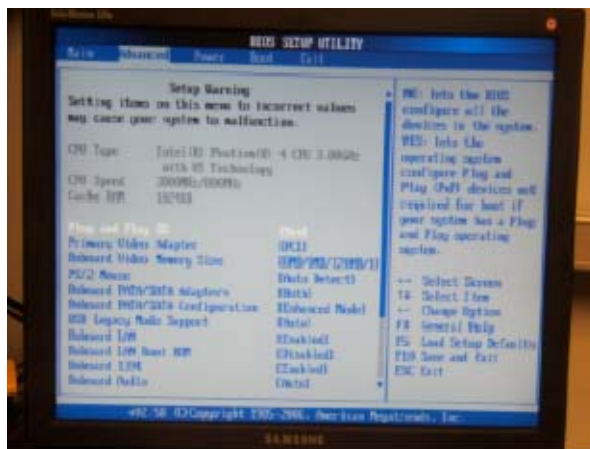 BIOS SETUP UTILITY
Main Advanced Power Boot Exit
Setup Warning
Setting items on this menu to incorrect values
may cause your system to malfunction.
CPU Type Intel(R) Pentium(R) 4 CPU 3.00GHz
with HT Technology
CPU Speed 3000MHz/800MHz
Cache RAM
Plug and Play OS
Primary Video Adapter [PCI]
Onboard Video Memory Size
PS/2 Mouse [Auto Detect]
Onboard PATA/SATA Adapters [Both]
Onboard PATA/SATA Configuration [Enhanced Mode]
USB Legacy Mode Support [Auto]
Onboard LAN [Enabled]
Onboard LAN Boot ROM [Disabled]
Onboard 1394 [Enabled]
Onboard Audio [Auto]
NO: lets the BIOS
configure all the
devices in the system.
YES: lets the
operating system
configure Plug and
Play (PnP) devices not
required for boot if
your system has a Plug
and Play operating
system.
Select Screen
Select Item
Change Option
F1 General Help
F5 Load Setup Defaults
F10 Save and Exit
ESC Exit
v02.58 (C)Copyright 1985-2006, American Megatrends, Inc.
SAMSUNG